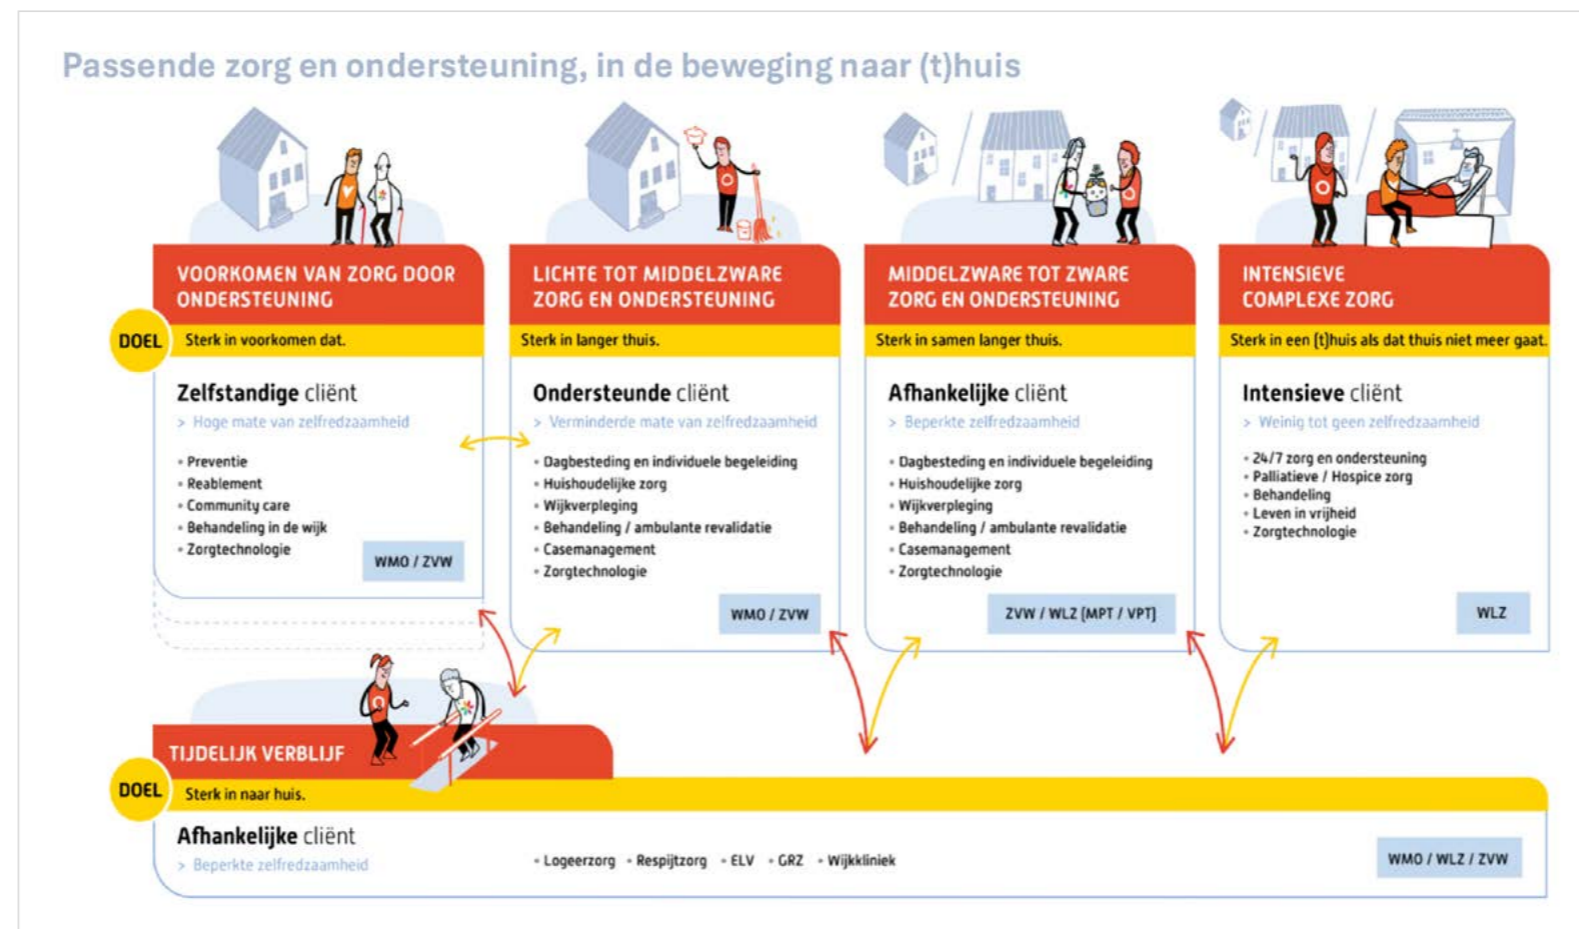 Passende zorg en ondersteuning, in de beweging naar (t)huis
VOORKOMEN VAN ZORG DOOR
ONDERSTEUNING
DOEL
Sterk in voorkomen dat.
Zelfstandige cliënt
> Hoge mate van zelfredzaamheid
• Preventie
• Reablement
• Community care
• Behandeling in de wijk
• Zorgtechnologie
WMO / ZVW
LICHTE TOT MIDDELZWARE
ZORG EN ONDERSTEUNING
Sterk in langer thuis.
Ondersteunde cliënt
> Verminderde mate van zelfredzaamheid
• Dagbesteding en individuele begeleiding
• Huishoudelijke zorg
• Wijkverpleging
• Behandeling / ambulante revalidatie
• Casemanagement
• Zorgtechnologie
WMO / ZVW
MIDDELZWARE TOT ZWARE
ZORG EN ONDERSTEUNING
Sterk in samen langer thuis.
Afhankelijke cliënt
> Beperkte zelfredzaamheid
• Dagbesteding en individuele begeleiding
• Huishoudelijke zorg
• Wijkverpleging
• Behandeling / ambulante revalidatie
• Casemanagement
• Zorgtechnologie
ZVW / WLZ (MPT / VPT)
INTENSIEVE
COMPLEXE ZORG
Sterk in een (t)huis als dat thuis niet meer gaat.
Intensieve cliënt
> Weinig tot geen zelfredzaamheid
• 24/7 zorg en ondersteuning
• Palliatieve / Hospice zorg
• Behandeling
• Leven in vrijheid
• Zorgtechnologie
WLZ
TIJDELIJK VERBLIJF
DOEL
Sterk in naar huis.
Afhankelijke cliënt
> Beperkte zelfredzaamheid
• Logeerzorg • Respijtzorg • ELV • GRZ • Wijkkliniek
WMO / WLZ / ZVW